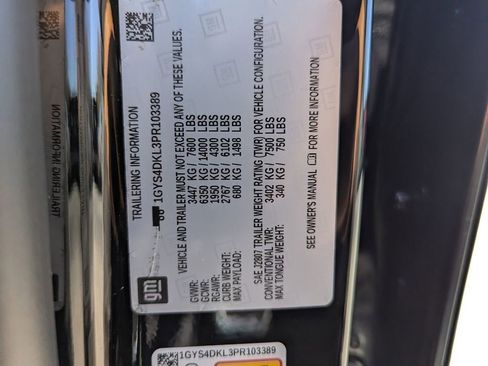 TRAILERING INFORMATION
1GYS4DKL3PR103389
VEHICLE AND TRAILER MUST NOT EXCEED ANY OF THESE VALUES.
GVWR: 3447 KG / 7600 LBS
GCWR: 6350 KG / 14000 LBS
RGAWR: 1950 KG / 4300 LBS
CURB WEIGHT: 2767 KG / 6102 LBS
MAX PAYLOAD: 680 KG / 1498 LBS
SAE J2807 TRAILER WEIGHT RATING (TWR) FOR VEHICLE CONFIGURATION.
CONVENTIONAL TWR: 3402 KG / 7500 LBS
MAX TONGUE WEIGHT: 340 KG / 750 LBS
SEE OWNER'S MANUAL FOR MORE INFORMATION
gm
1GYS4DKL3PR103389
TRAILERING INFORMATION